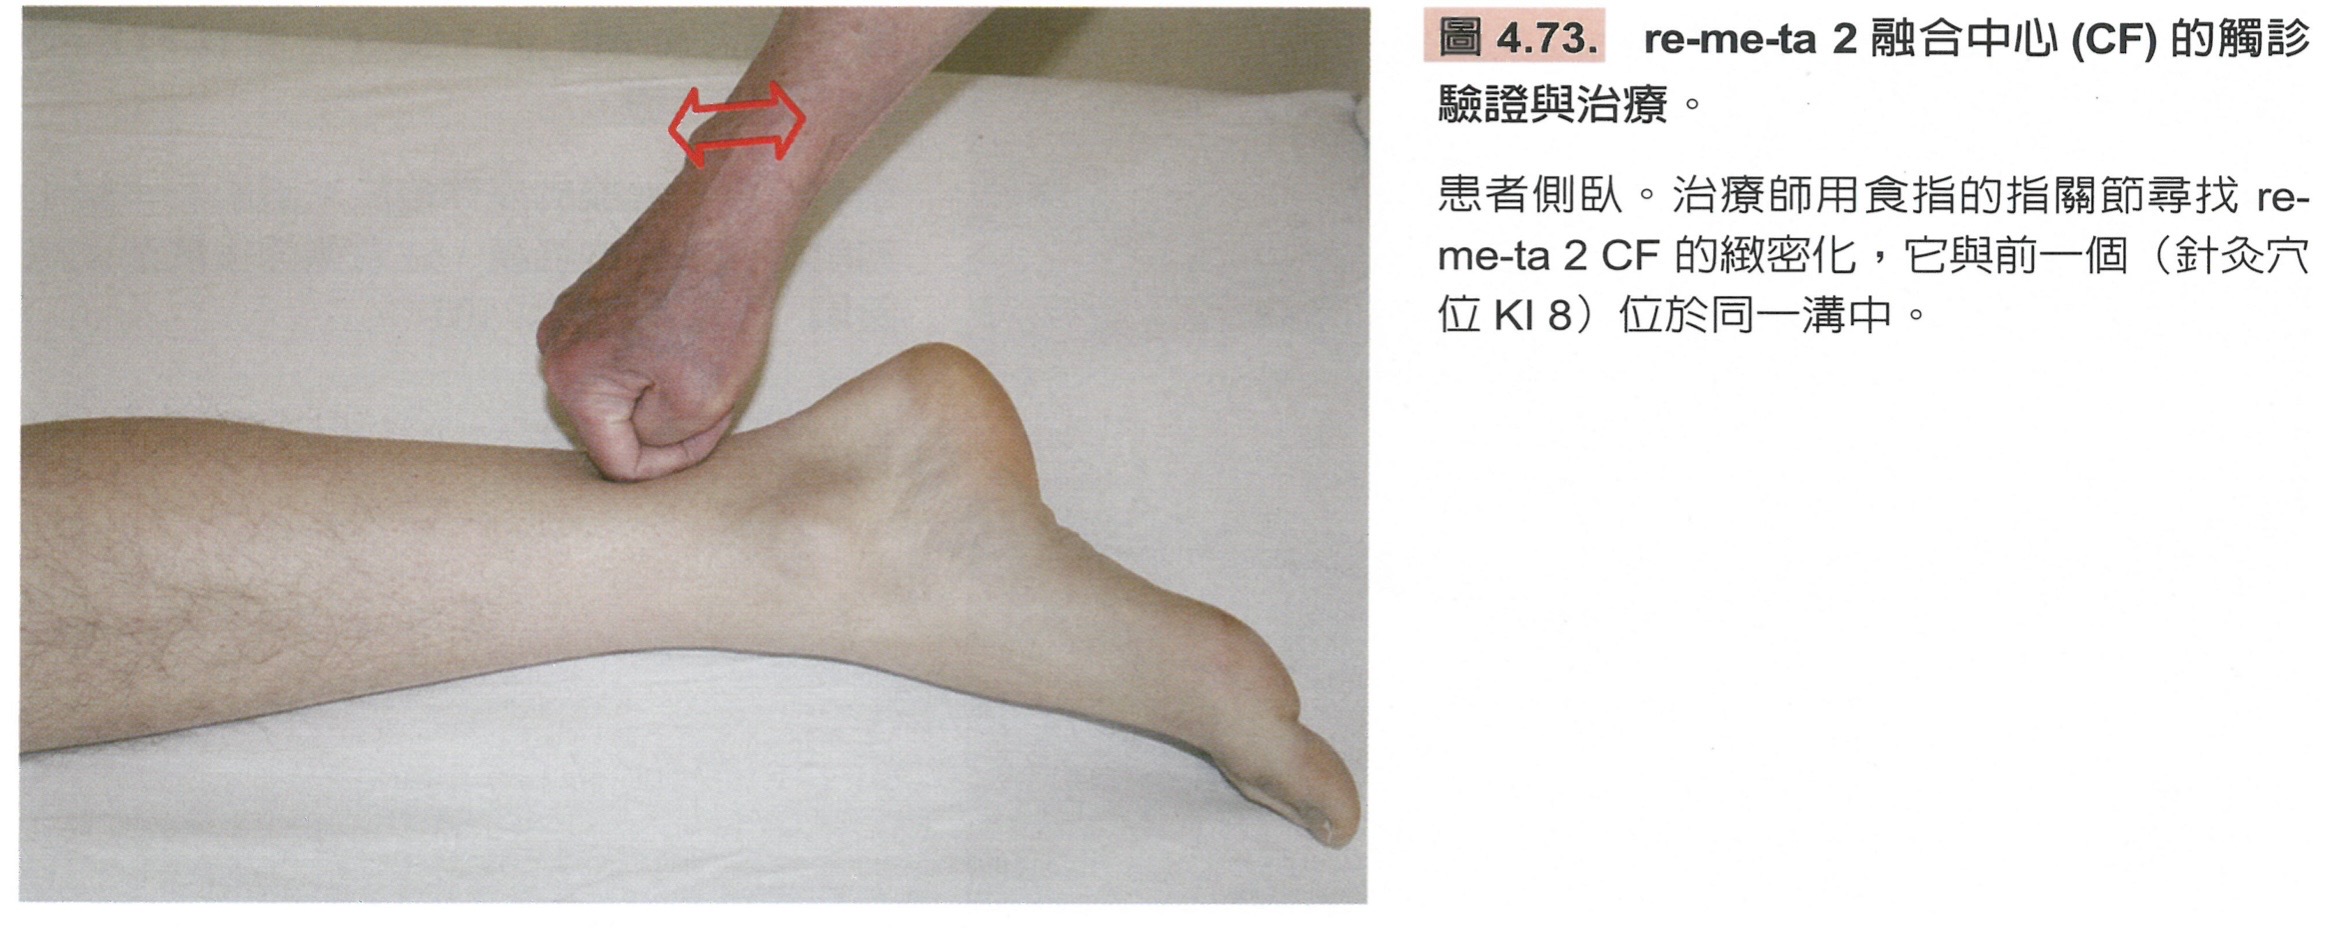 圖 4.73. re-me-ta 2 融合中心 (CF) 的觸診
驗證與治療。
患者側臥。治療師用食指的指關節尋找 re-
me-ta 2 CF 的緻密化，它與前一個（針灸穴
位 KI 8）位於同一溝中。